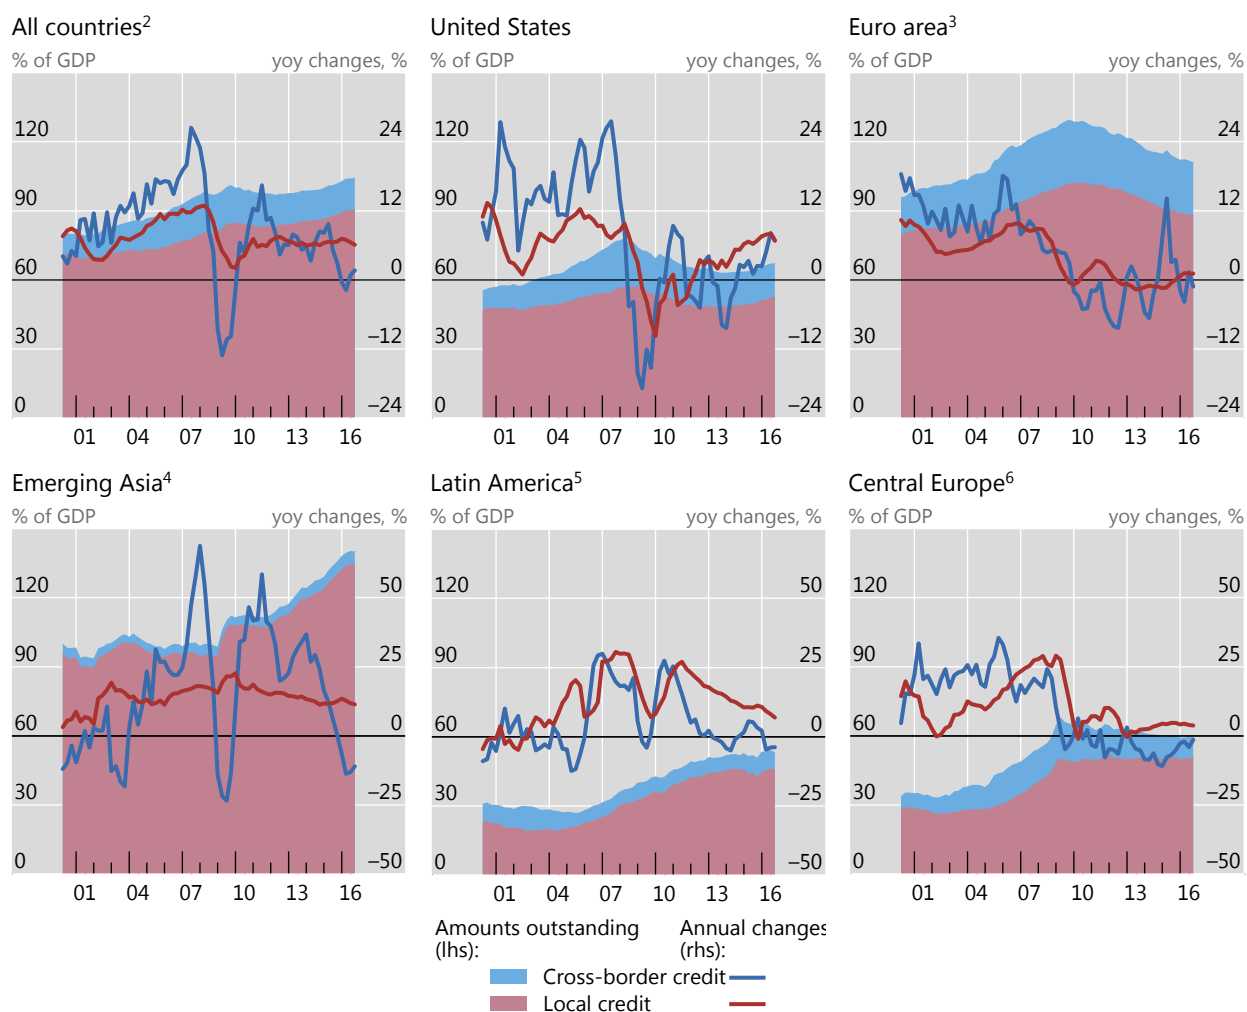 All countries² United States Euro area³
% of GDP yoy changes, % % of GDP yoy changes, % % of GDP yoy changes, %
120 24 120 24 120 24
90 12 90 12 90 12
60 0 60 0 60 0
30 –12 30 –12 30 –12
0 –24 0 –24 0 –24
01 04 07 10 13 16 01 04 07 10 13 16 01 04 07 10 13 16
Emerging Asia⁴ Latin America⁵ Central Europe⁶
% of GDP yoy changes, % % of GDP yoy changes, % % of GDP yoy changes, %
120 50 120 50 120 50
90 25 90 25 90 25
60 0 60 0 60 0
30 –25 30 –25 30 –25
0 –50 0 –50 0 –50
01 04 07 10 13 16 01 04 07 10 13 16 01 04 07 10 13 16
Amounts outstanding Annual changes
(lhs): (rhs):
Cross-border credit
Local credit